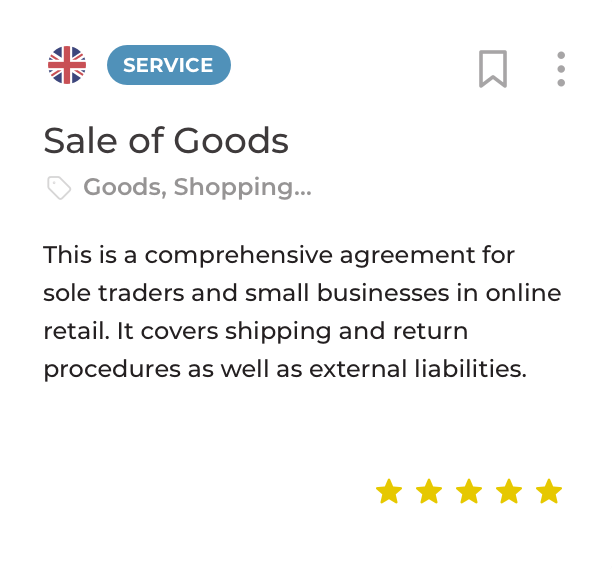 SERVICE
Sale of Goods
Goods, Shopping...
This is a comprehensive agreement for
sole traders and small businesses in online
retail. It covers shipping and return
procedures as well as external liabilities.